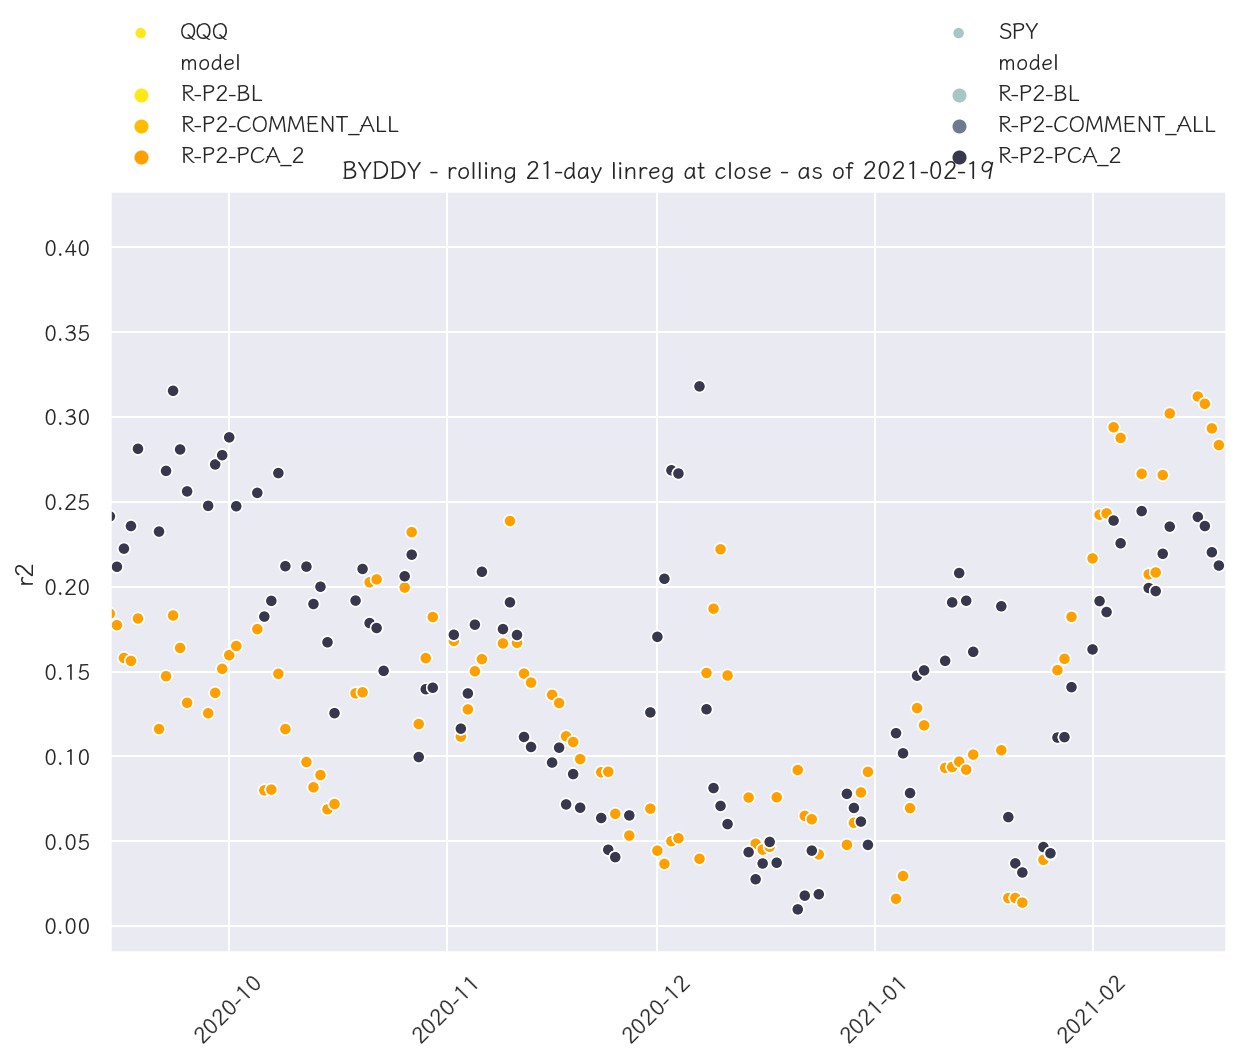 QQQ
model
R-P2-BL
R-P2-COMMENT_ALL
R-P2-PCA_2
SPY
model
R-P2-BL
R-P2-COMMENT_ALL
R-P2-PCA_2
BYDDY - rolling 21-day linreg at close - as of 2021-02-19
r2
0.40
0.35
0.30
0.25
0.20
0.15
0.10
0.05
0.00
2020-10
2020-11
2020-12
2021-01
2021-02